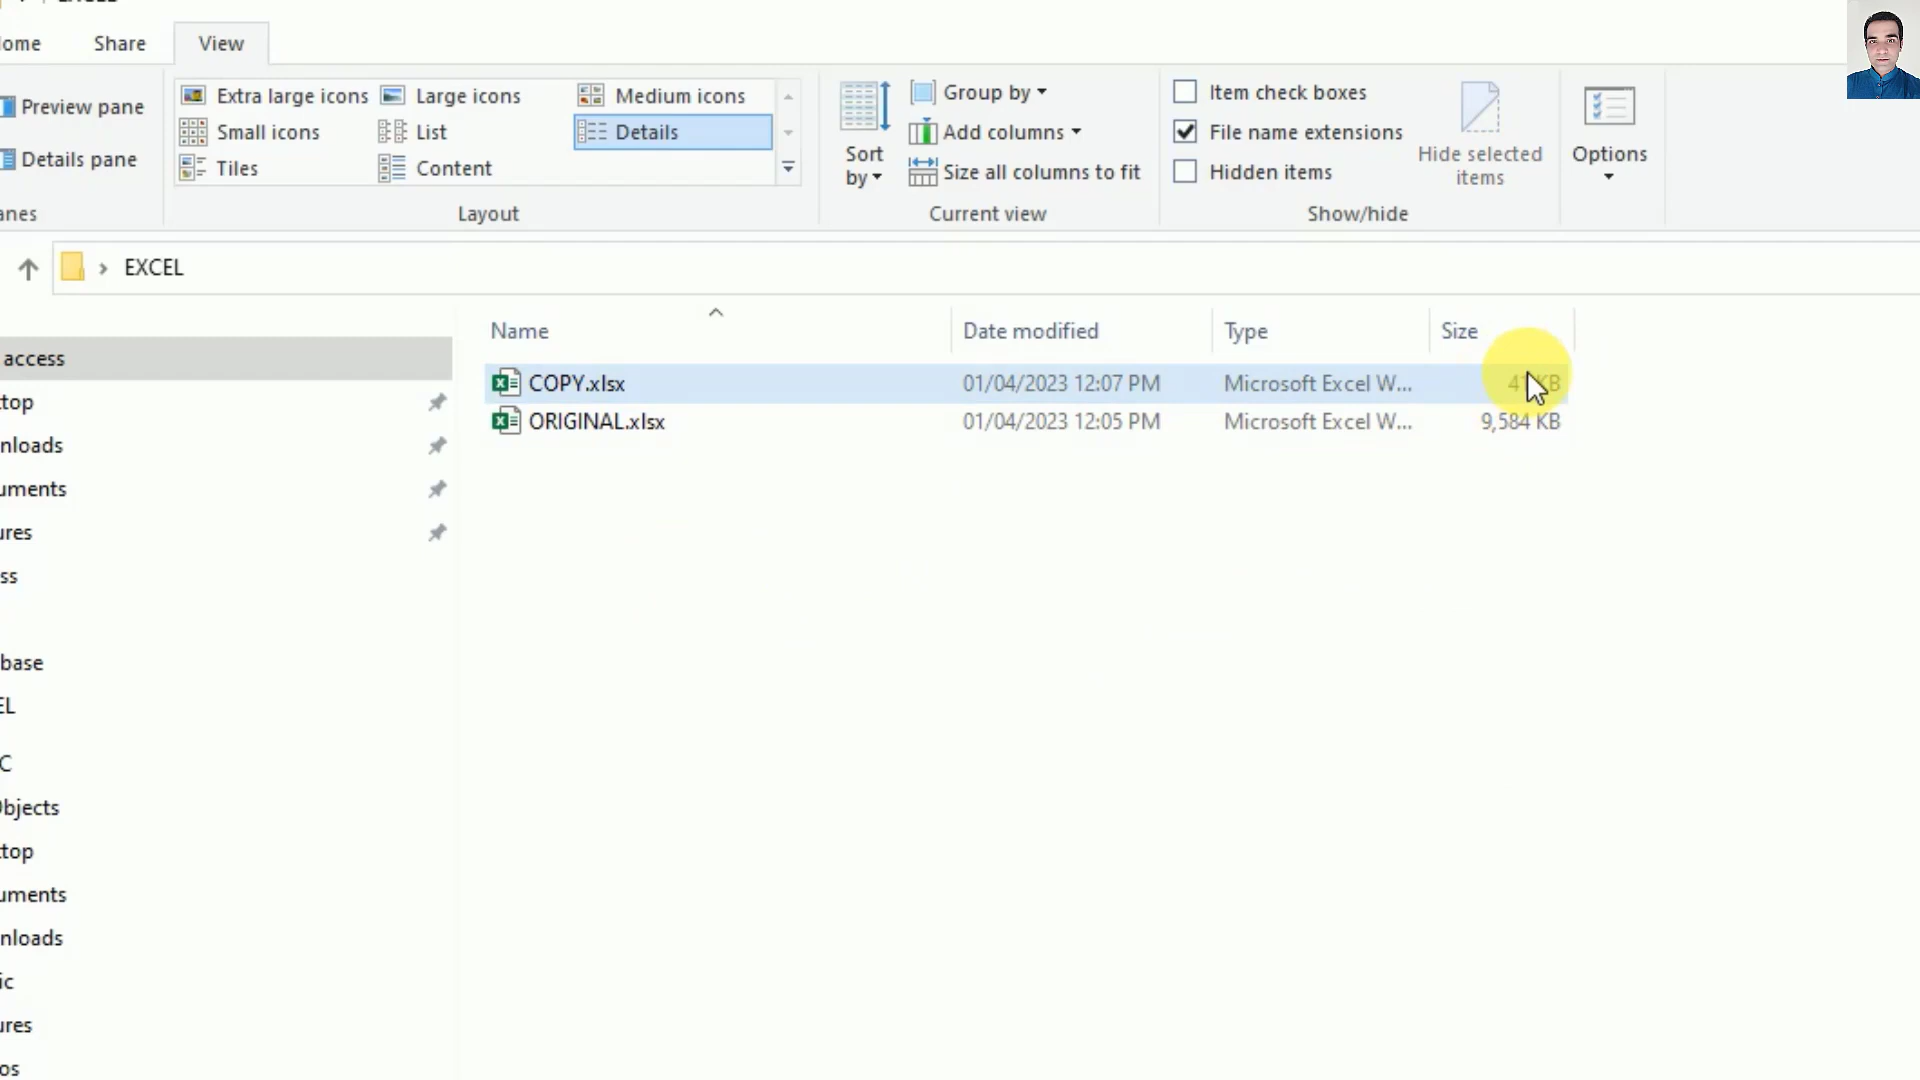 ome Share View
Preview pane
Details pane
anes
Extra large icons Large icons Medium icons
Small icons List Details
Tiles Content
Layout
Sort by
Group by
Add columns
Size all columns to fit
Current view
Item check boxes
File name extensions
Hidden items
Hide selected items
Show/hide
Options
EXCEL
Name Date modified Type Size
COPY.xlsx 01/04/2023 12:07 PM Microsoft Excel W... 41 KB
ORIGINAL.xlsx 01/04/2023 12:05 PM Microsoft Excel W... 9,584 KB
access
top
nloads
uments
ures
ss
base
EL
C
Objects
top
uments
nloads
ic
ures
os